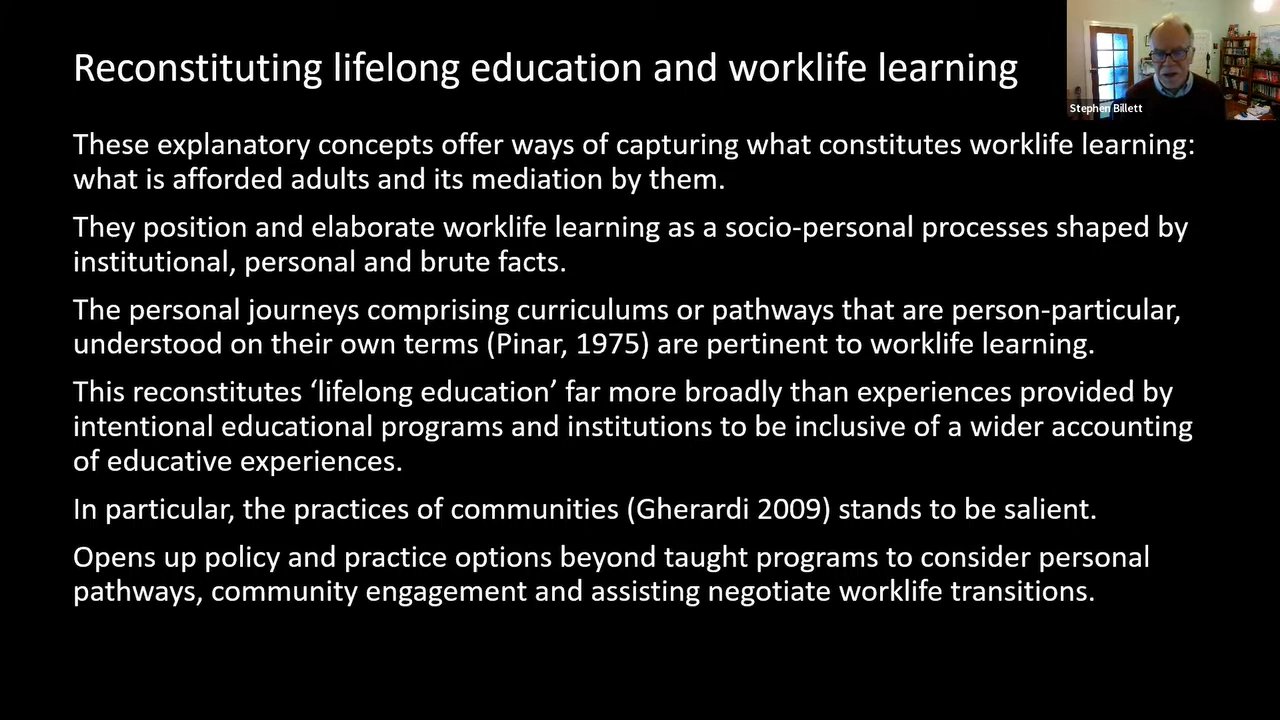 Reconstituting lifelong education and worklife learning
Stephen Billett
These explanatory concepts offer ways of capturing what constitutes worklife learning:
what is afforded adults and its mediation by them.
They position and elaborate worklife learning as a socio-personal processes shaped by
institutional, personal and brute facts.
The personal journeys comprising curriculums or pathways that are person-particular,
understood on their own terms (Pinar, 1975) are pertinent to worklife learning.
This reconstitutes ‘lifelong education’ far more broadly than experiences provided by
intentional educational programs and institutions to be inclusive of a wider accounting
of educative experiences.
In particular, the practices of communities (Gherardi 2009) stands to be salient.
Opens up policy and practice options beyond taught programs to consider personal
pathways, community engagement and assisting negotiate worklife transitions.